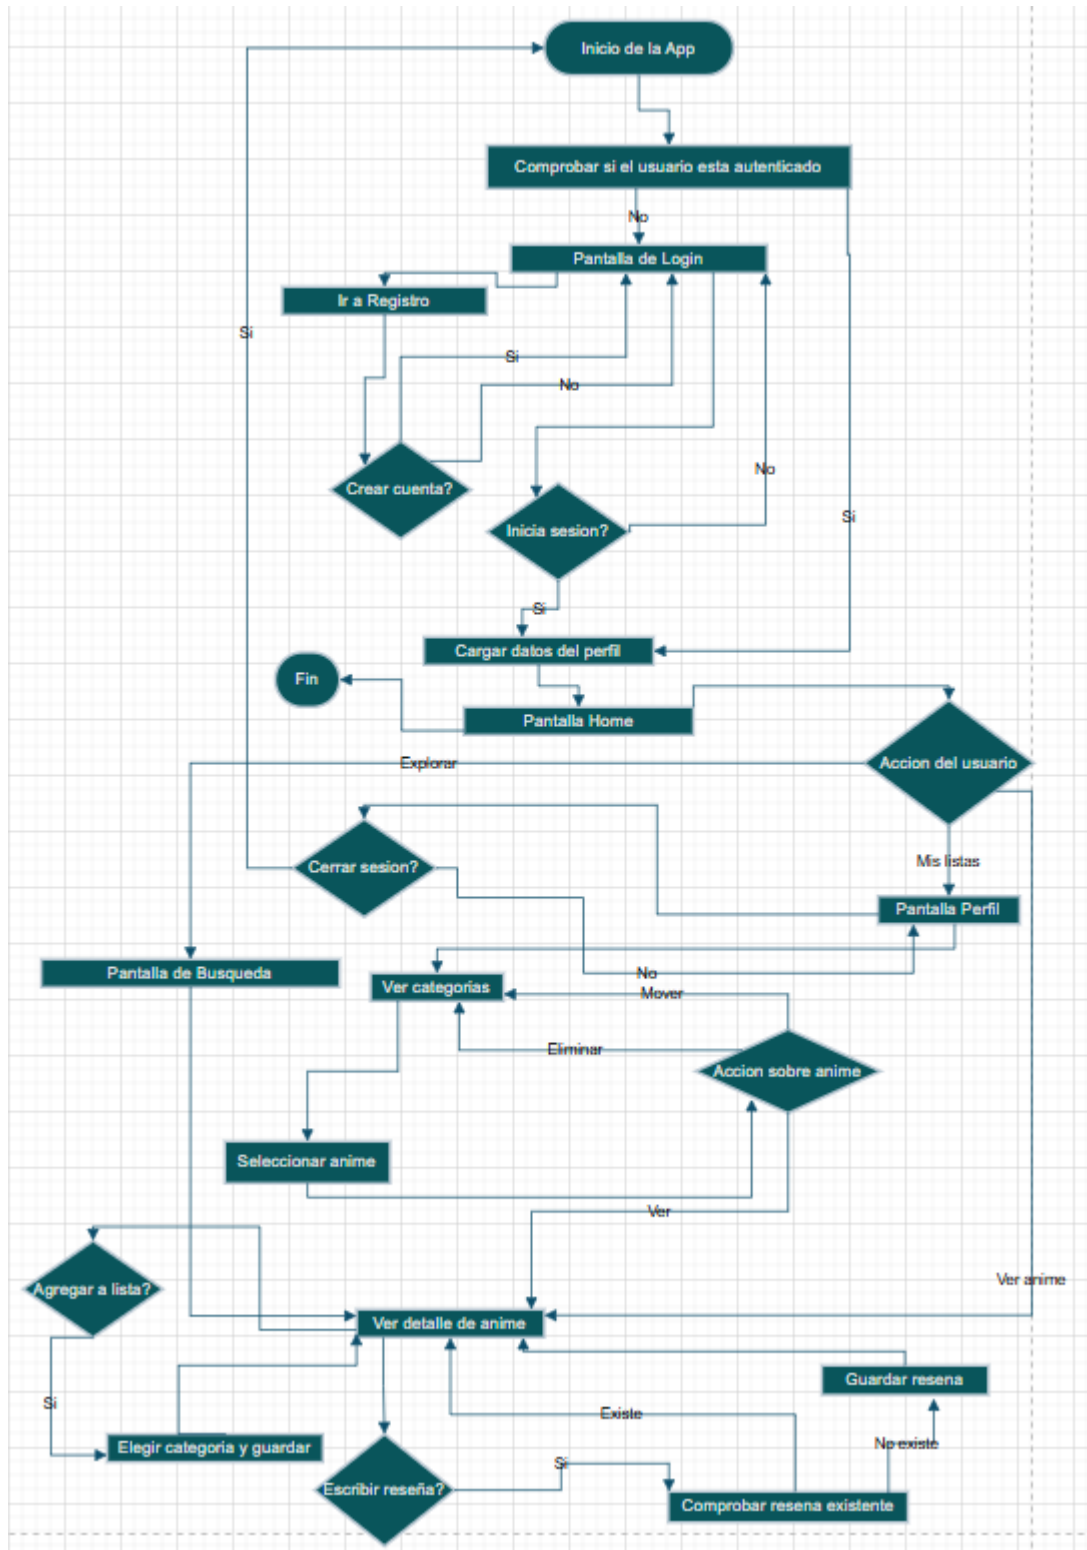 Inicio de la App
Comprobar si el usuario esta autenticado
No
Pantalla de Login
Ir a Registro
Si
Si
No
No
Crear cuenta?
Si
Inicia sesion?
Si
Cargar datos del perfil
Fin
Pantalla Home
Explorar
Accion del usuario
Cerrar sesion?
Mis listas
Pantalla Perfil
Pantalla de Busqueda
No
Ver categorias
Mover
Eliminar
Accion sobre anime
Seleccionar anime
Ver
Ver anime
Agregar a lista?
Ver detalle de anime
Guardar resena
Si
Existe
No existe
Elegir categoria y guardar
Si
Escribir reseña?
Comprobar resena existente